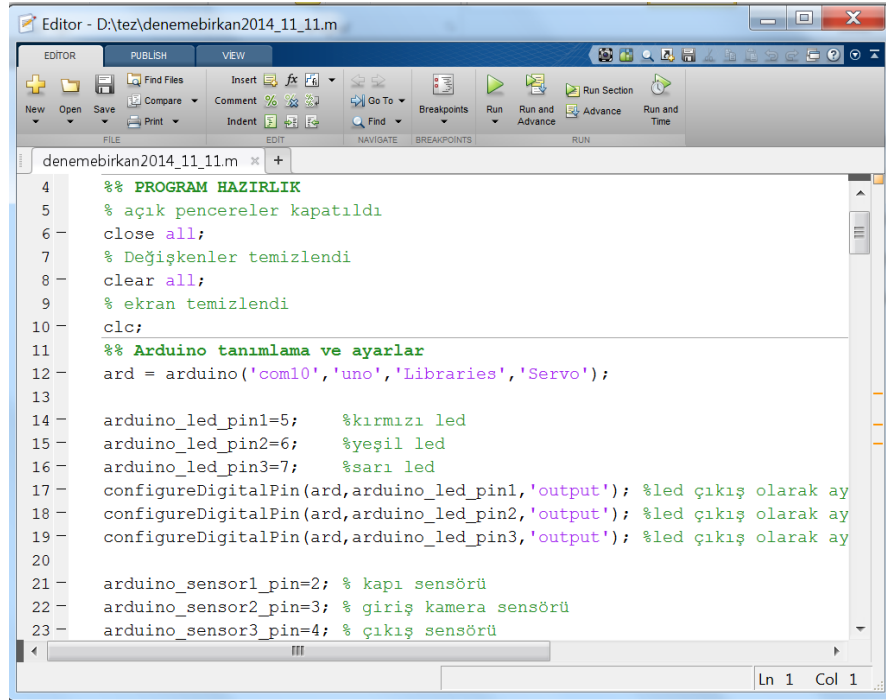 Editor - D:\tez\denemebirkan2014_11_11.m
EDITOR PUBLISH VIEW
Find Files Insert fx
New Open Save Compare Comment Go To Breakpoints Run Run and Advance Run Section Advance Run and Time
Print Indent Find
FILE EDIT NAVIGATE BREAKPOINTS RUN
denemebirkan2014_11_11.m × +
4 %% PROGRAM HAZIRLIK
5 % açık pencereler kapatıldı
6 – close all;
7 % Değişkenler temizlendi
8 – clear all;
9 % ekran temizlendi
10 – clc;
11 %% Arduino tanımlama ve ayarlar
12 – ard = arduino('com10','uno','Libraries','Servo');
13
14 – arduino_led_pin1=5; %kırmızı led
15 – arduino_led_pin2=6; %yeşil led
16 – arduino_led_pin3=7; %sarı led
17 – configureDigitalPin(ard,arduino_led_pin1,'output'); %led çıkış olarak ay
18 – configureDigitalPin(ard,arduino_led_pin2,'output'); %led çıkış olarak ay
19 – configureDigitalPin(ard,arduino_led_pin3,'output'); %led çıkış olarak ay
20
21 – arduino_sensor1_pin=2; % kapı sensörü
22 – arduino_sensor2_pin=3; % giriş kamera sensörü
23 – arduino_sensor3_pin=4; % çıkış sensörü
Ln 1 Col 1